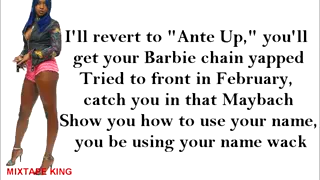 I'll revert to "Ante Up," you'll
get your Barbie chain yapped
Tried to front in February,
catch you in that Maybach
Show you how to use your name,
you be using your name wack
MIXTAPE KING